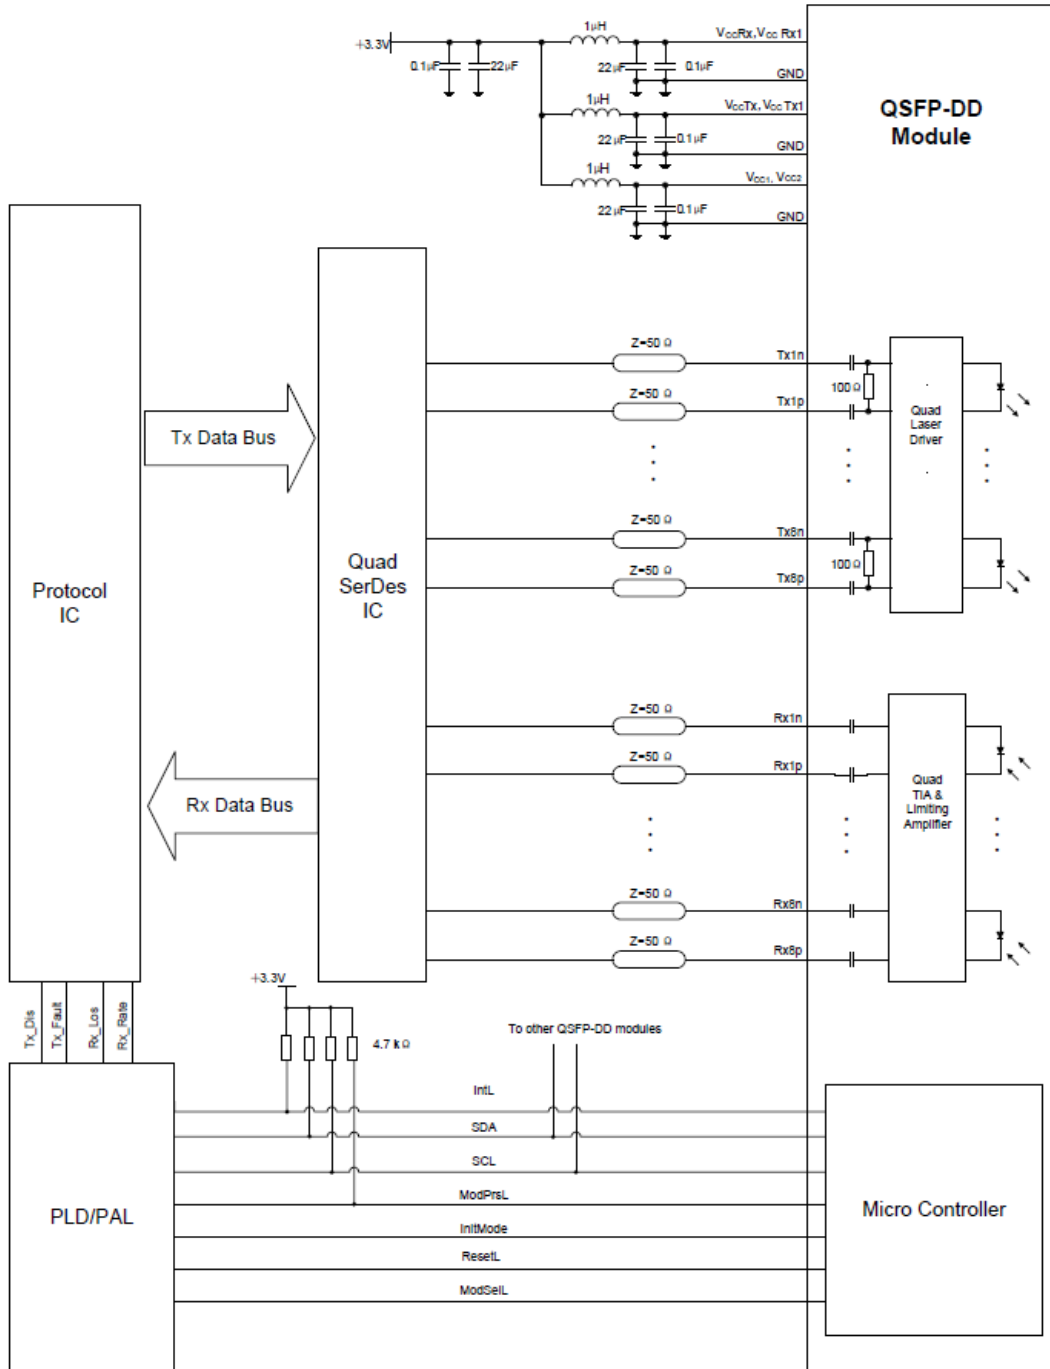 1μH
+3.3V
VCCRx, VCC Rx1
0.1μF
22μF
22μF
0.1μF
GND
1μH
VCCTx, VCC Tx1
22μF
0.1μF
GND
1μH
VCC1, VCC2
22μF
0.1μF
GND
QSFP-DD
Module
Z=50 Ω
Tx1n
100Ω
Z=50 Ω
Tx1p
Quad
Laser
Driver
Tx Data Bus
Z=50 Ω
Tx8n
100Ω
Z=50 Ω
Tx8p
Protocol
IC
Quad
SerDes
IC
Z=50 Ω
Rx1n
Z=50 Ω
Rx1p
Quad
TIA &
Limiting
Amplifier
Rx Data Bus
Z=50 Ω
Rx8n
Z=50 Ω
Rx8p
+3.3V
Tx_Dis
Tx_Fault
Rx_Los
Rx_Rate
4.7 kΩ
To other QSFP-DD modules
IntL
SDA
SCL
ModPrsL
InitMode
ResetL
ModSelL
PLD/PAL
Micro Controller